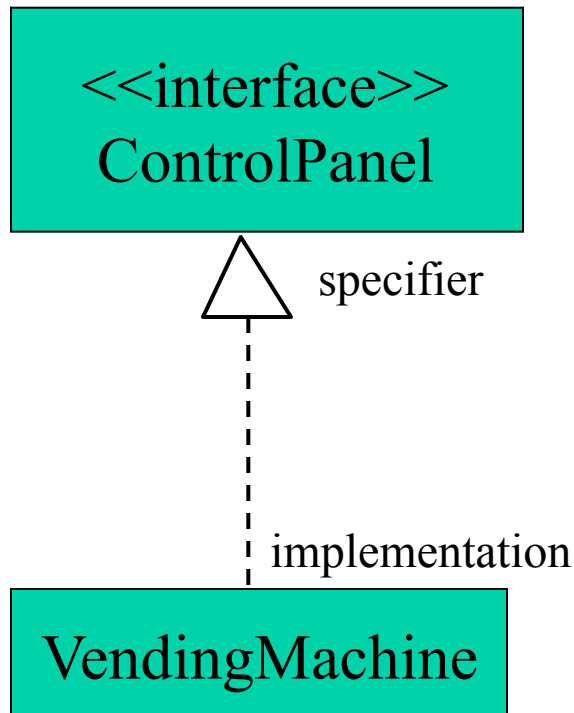 <<interface>>
ControlPanel
specifier
implementation
VendingMachine